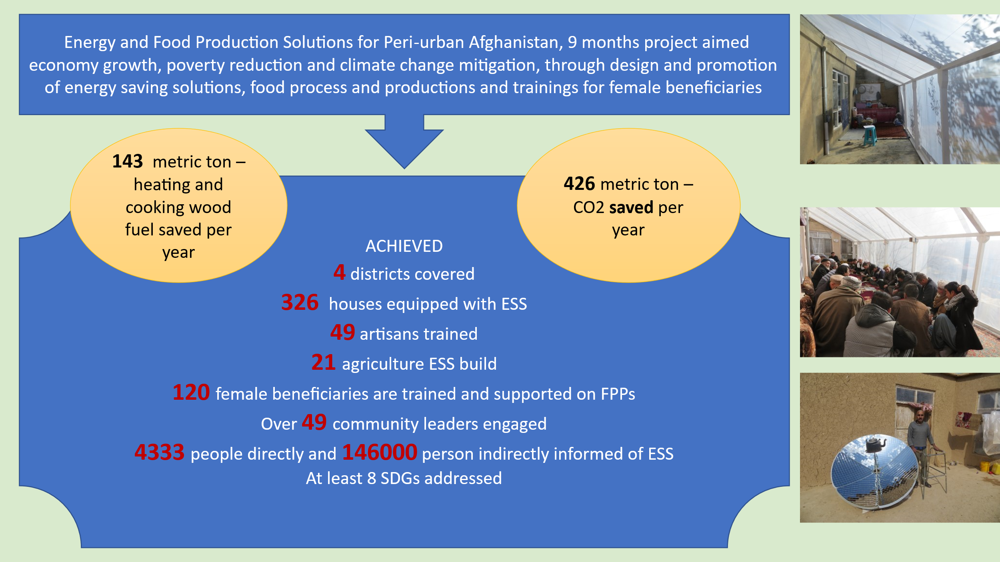 Energy and Food Production Solutions for Peri-urban Afghanistan, 9 months project aimed
economy growth, poverty reduction and climate change mitigation, through design and promotion
of energy saving solutions, food process and productions and trainings for female beneficiaries
143 metric ton –
heating and
cooking wood
fuel saved per
year
426 metric ton –
CO2 saved per
year
ACHIEVED
4 districts covered
326 houses equipped with ESS
49 artisans trained
21 agriculture ESS build
120 female beneficiaries are trained and supported on FPPs
Over 49 community leaders engaged
4333 people directly and 146000 person indirectly informed of ESS
At least 8 SDGs addressed